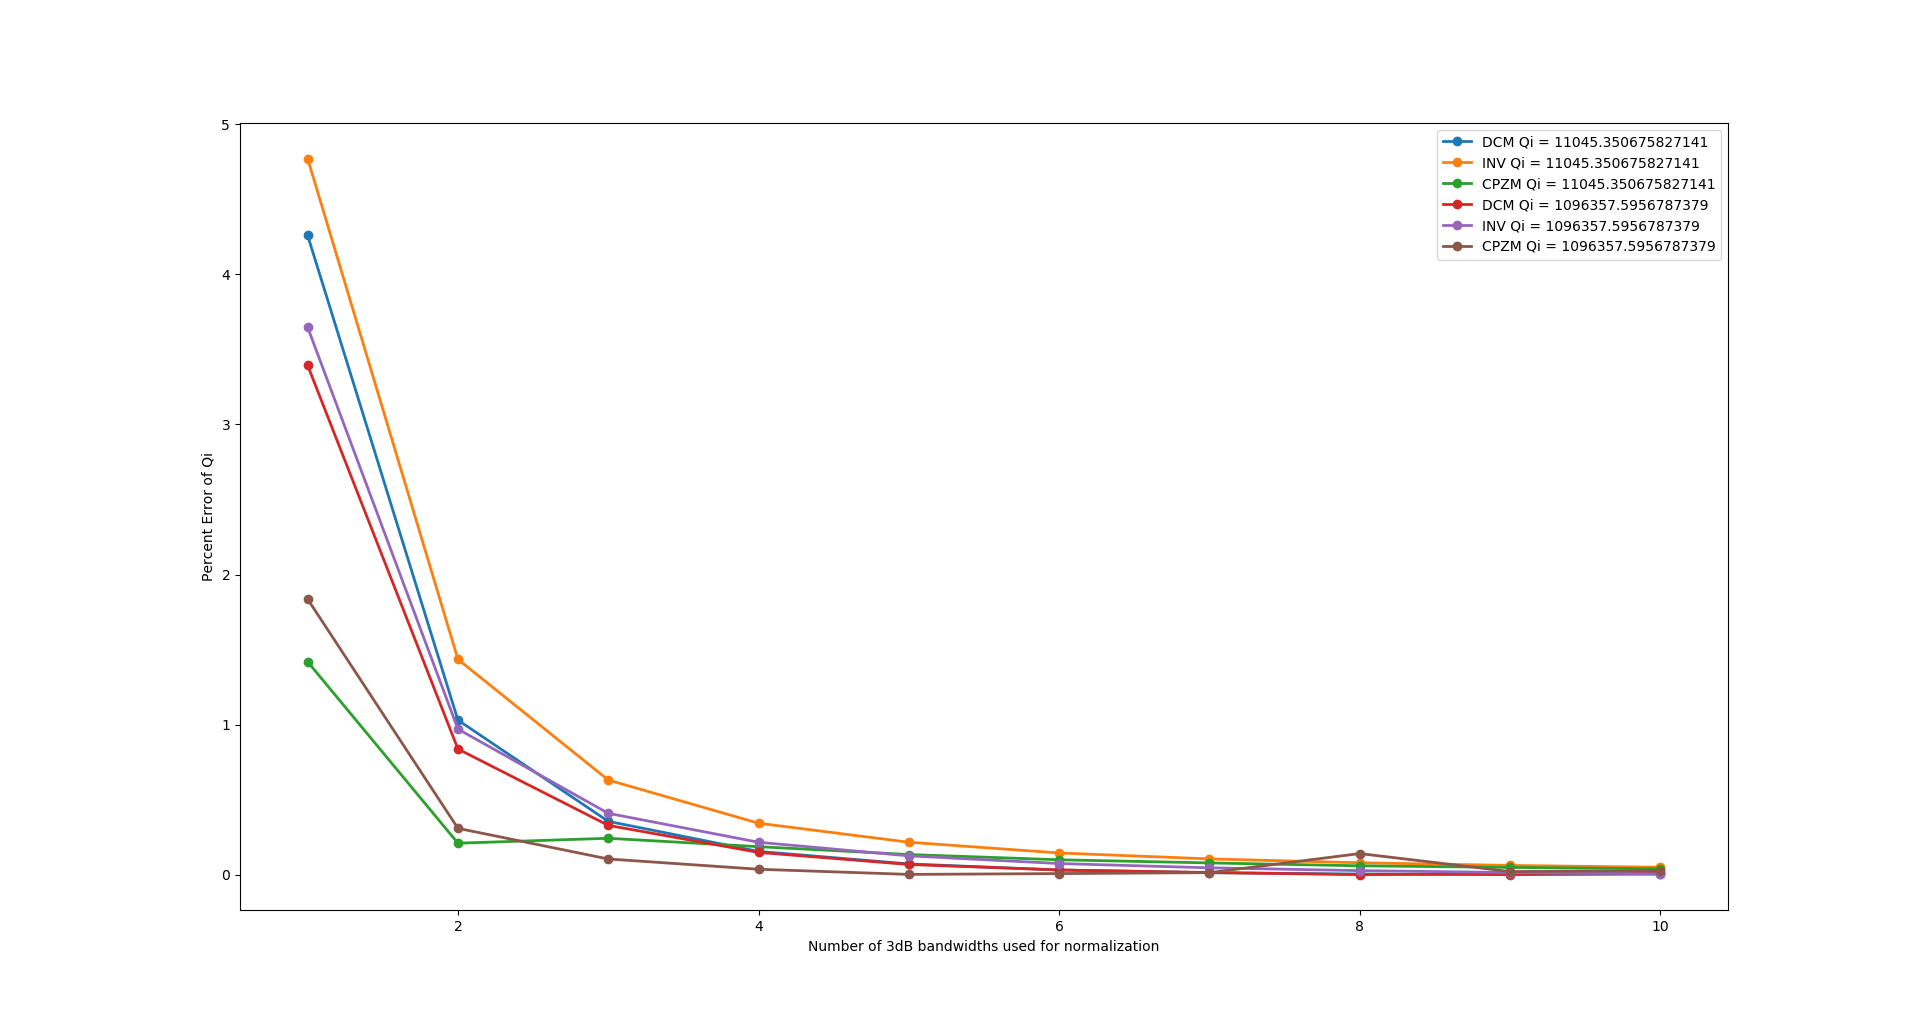 DCM Qi = 11045.350675827141
INV Qi = 11045.350675827141
CPZM Qi = 11045.350675827141
DCM Qi = 1096357.5956787379
INV Qi = 1096357.5956787379
CPZM Qi = 1096357.5956787379
Percent Error of Qi
5
4
3
2
1
0
2 4 6 8 10
Number of 3dB bandwidths used for normalization